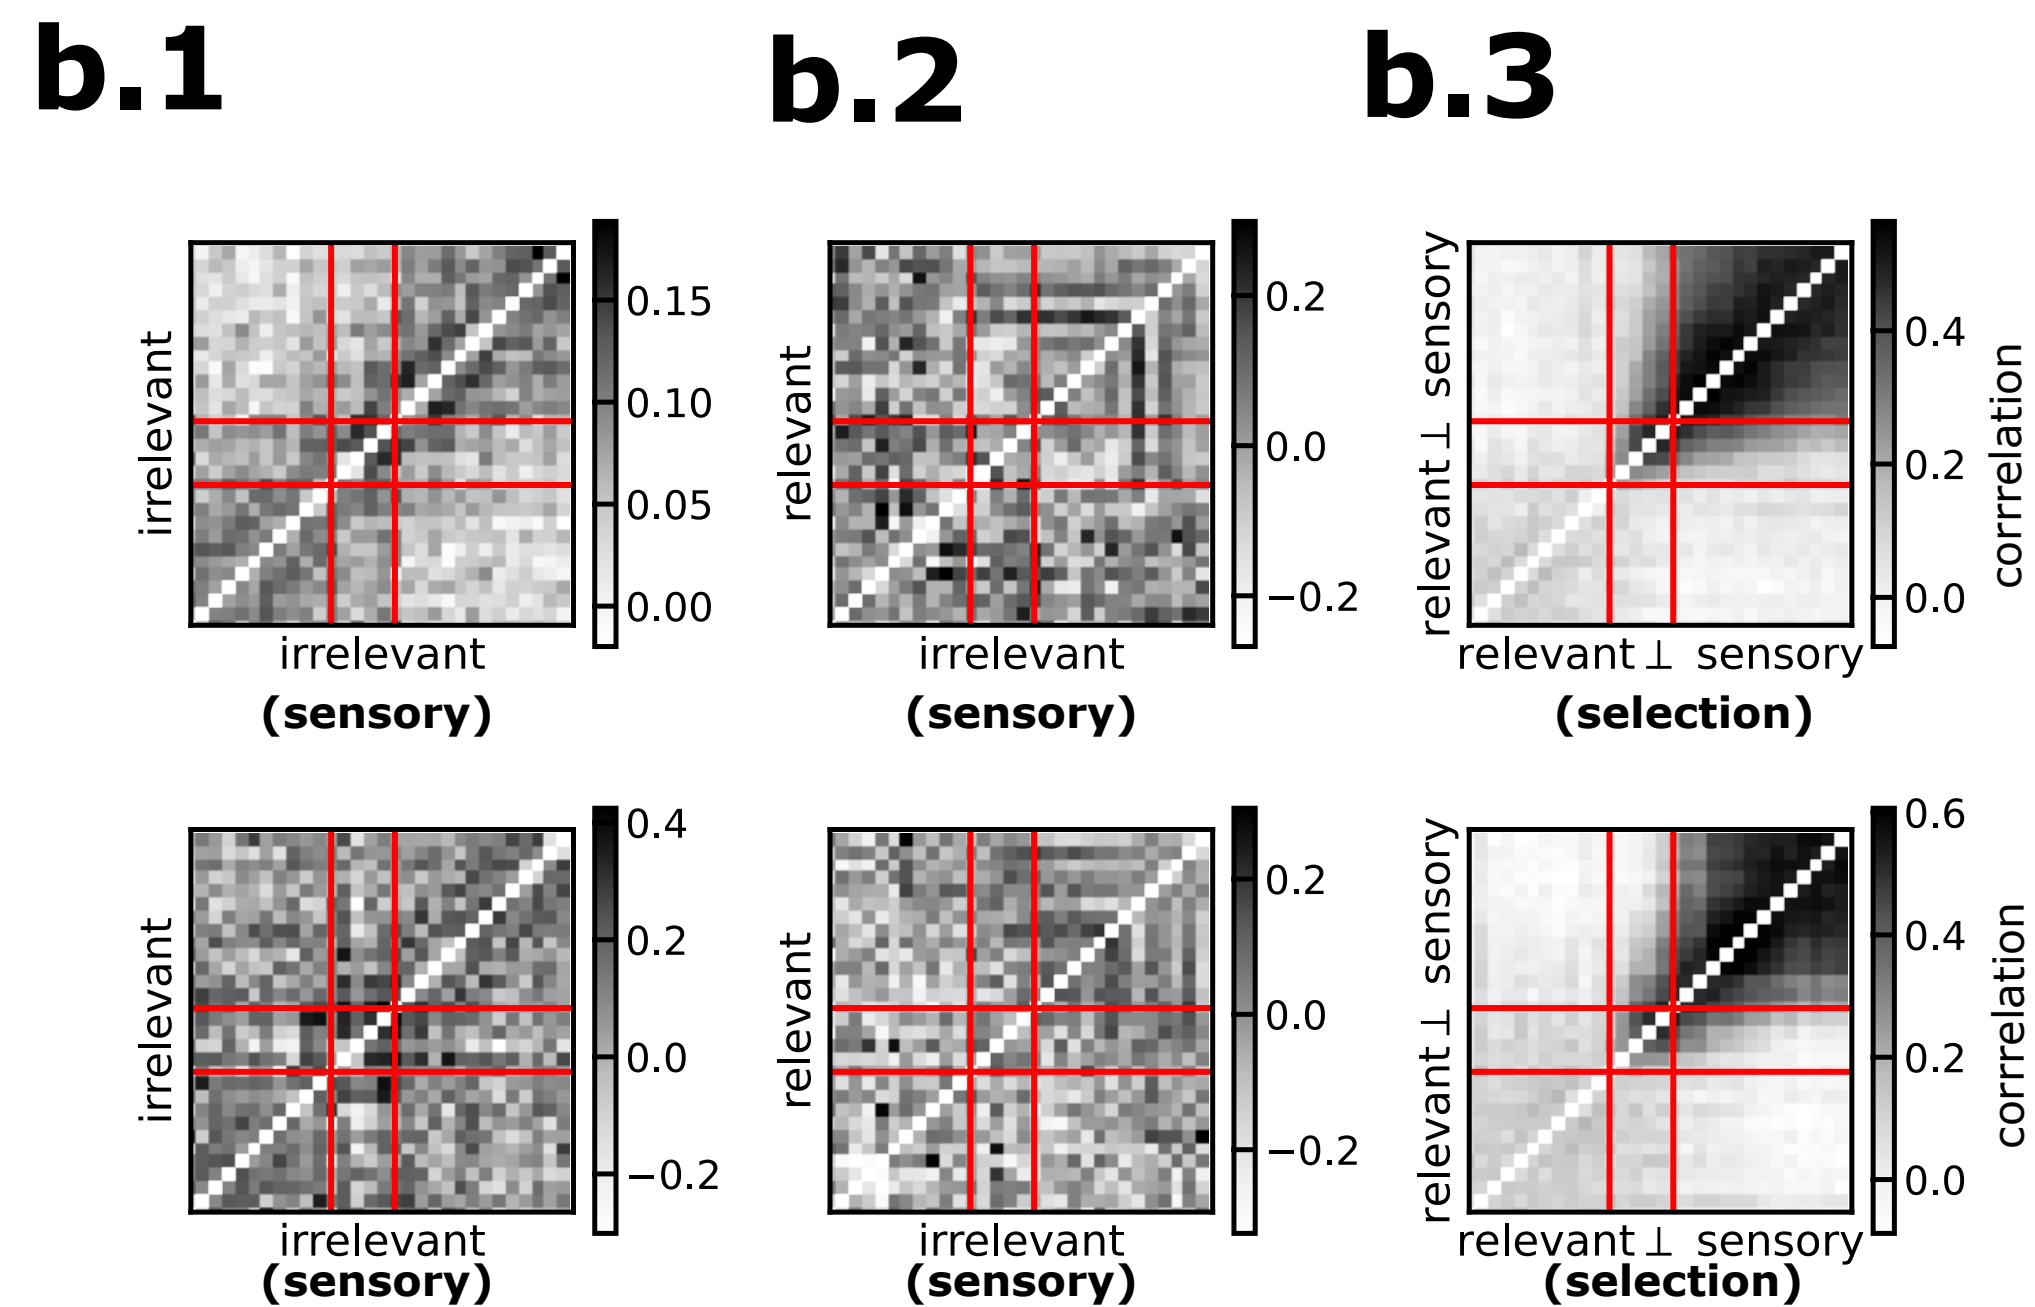 b.1
b.2
b.3
irrelevant
0.15
0.10
0.05
0.00
irrelevant
(sensory)
relevant
0.2
0.0
−0.2
irrelevant
(sensory)
relevant ⊥ sensory
0.4
0.2
0.0
corrrelation
relevant ⊥ sensory
(selection)
irrelevant
0.4
0.2
0.0
−0.2
irrelevant
(sensory)
relevant
0.2
0.0
−0.2
irrelevant
(sensory)
relevant ⊥ sensory
0.6
0.4
0.2
0.0
corrrelation
relevant ⊥ sensory
(selection)